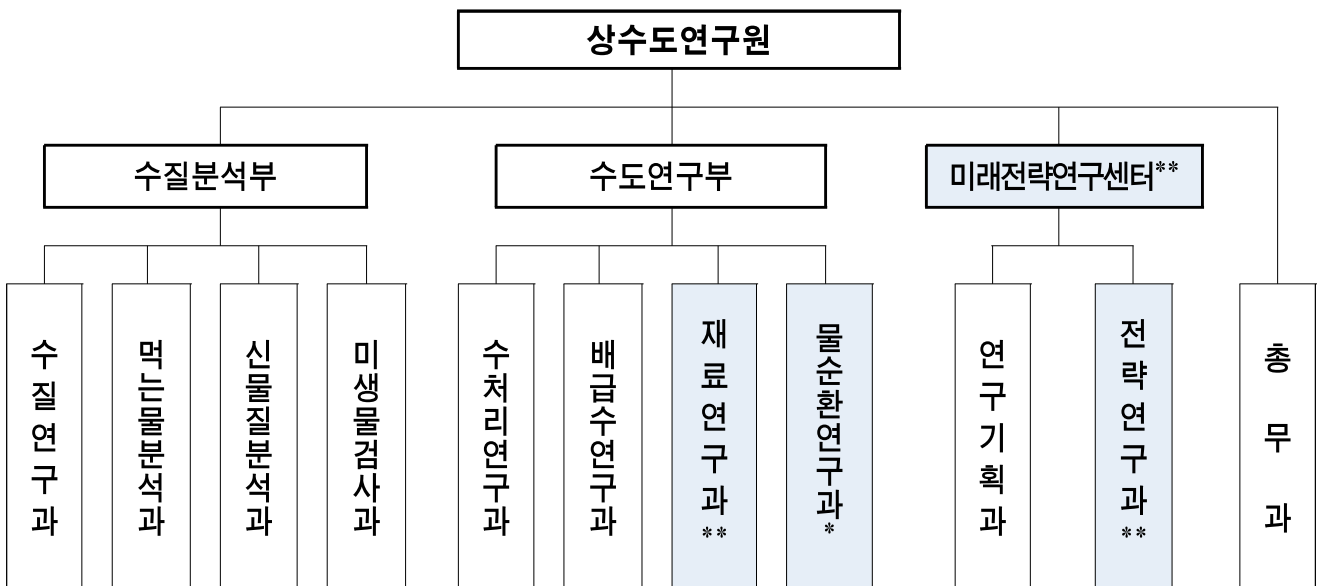 상수도연구원
수질분석부
수도연구부
미래전략연구센터**
수질연구과
먹는물분석과
신물질분석과
미생물검사과
수처리연구과
배급수연구과
재료연구과**
물순환연구과*
연구기획과
전략연구과**
총무과